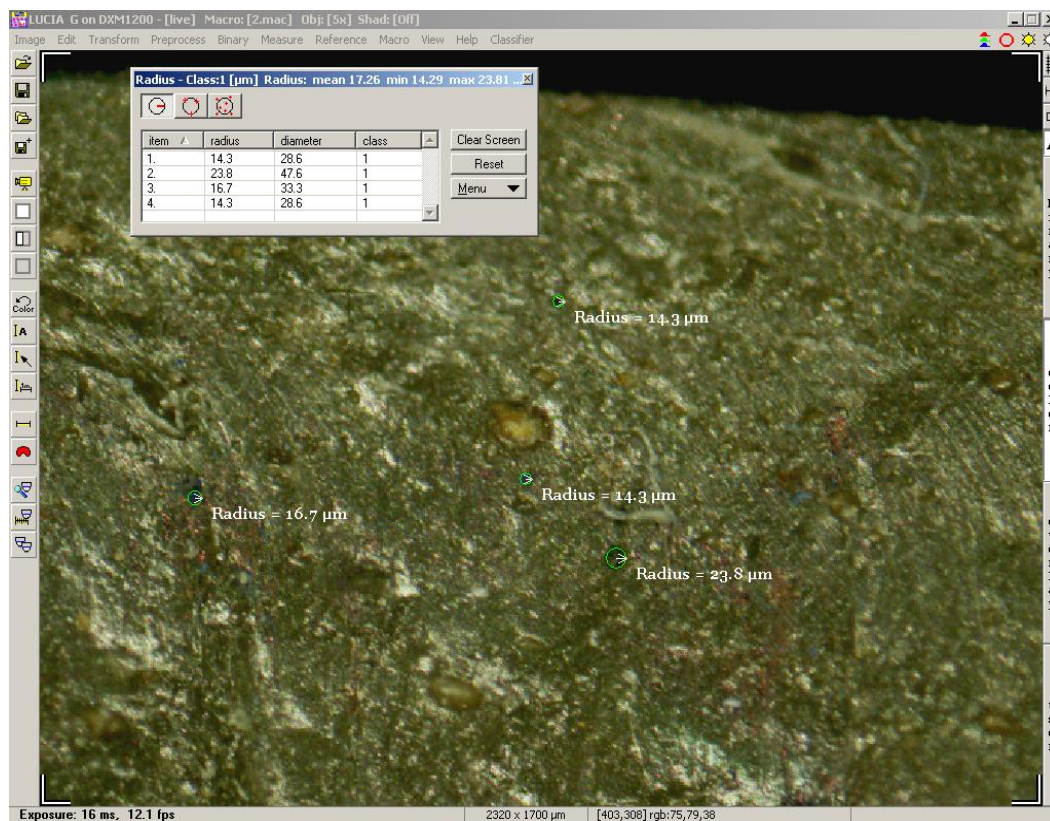 LUCIA G on DXM1200 - [live] Macro: [2.mac] Obj: [5x] Shad: [Off]
Image Edit Transform Preprocess Binary Measure Reference Macro View Help Classifier
Radius - Class:1 [µm] Radius: mean 17.26 min 14.29 max 23.81 ...
item radius diameter class
1. 14.3 28.6 1
2. 23.8 47.6 1
3. 16.7 33.3 1
4. 14.3 28.6 1
Clear Screen
Reset
Menu
Color
Radius = 14.3 µm
Radius = 14.3 µm
Radius = 16.7 µm
Radius = 23.8 µm
Exposure: 16 ms, 12.1 fps 2320 x 1700 µm [403,308] rgb:75,79,38